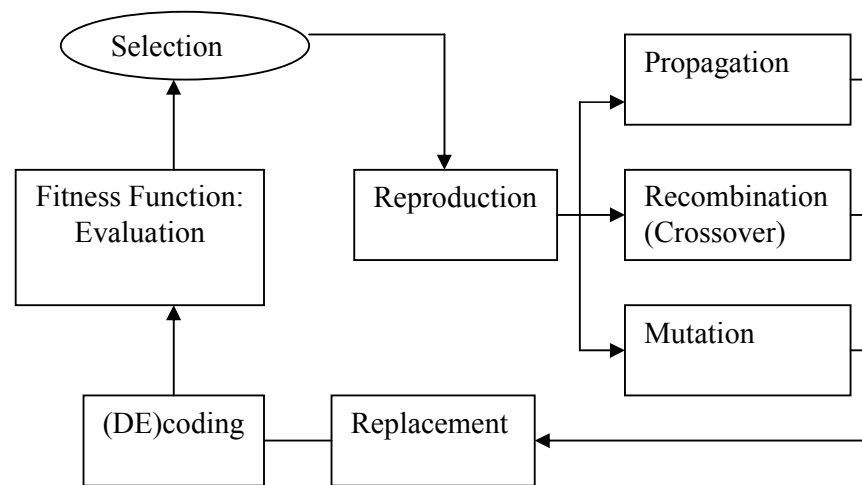 Selection
Propagation
Fitness Function:
Evaluation
Reproduction
Recombination
(Crossover)
Mutation
(DE)coding
Replacement